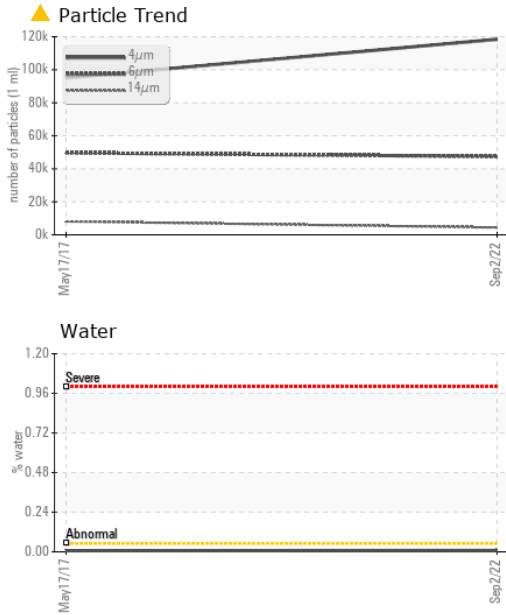 Particle Trend
number of particles (1 ml)
120k
100k
80k
60k
40k
20k
0k
4µm
6µm
14µm
May17/17
Sep2/22
Water
% water
1.20
0.96
0.72
0.48
0.24
0.00
Severe
Abnormal
May17/17
Sep2/22